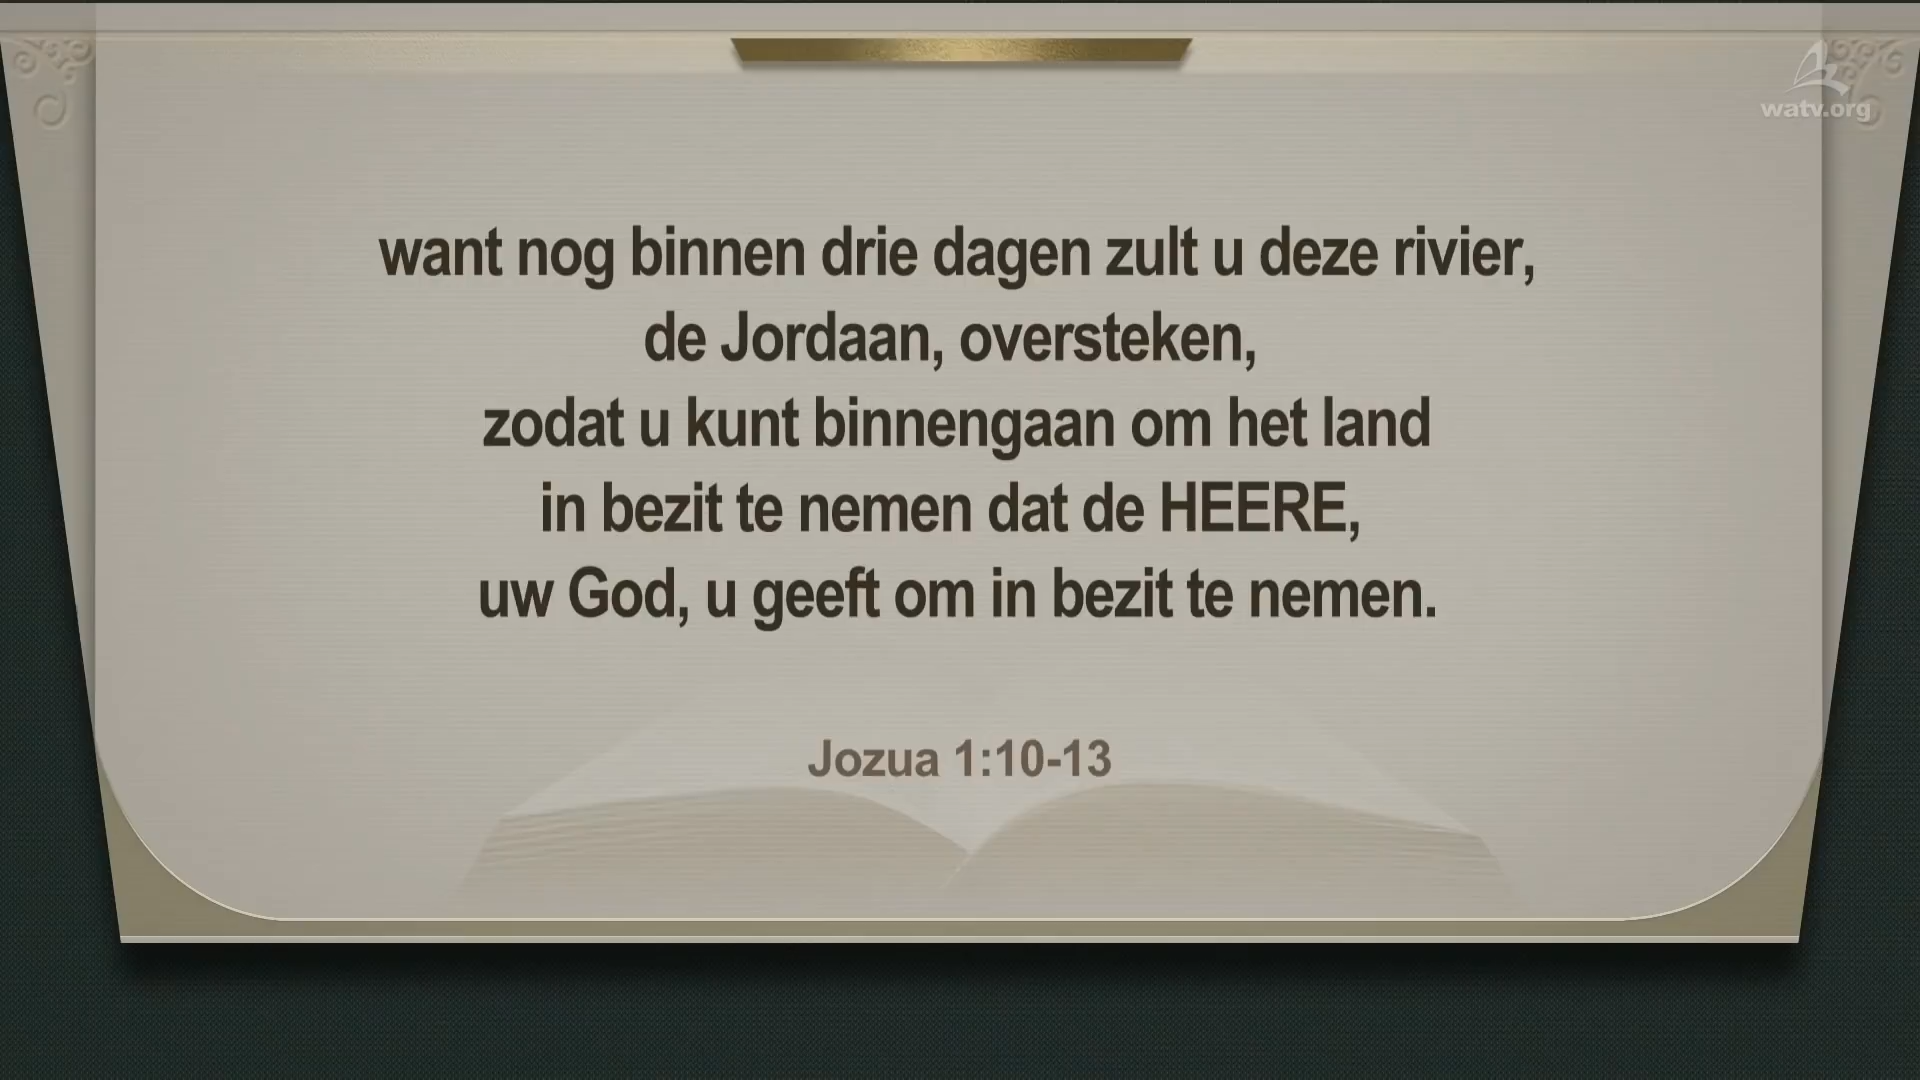 watv.org
want nog binnen drie dagen zult u deze rivier,
de Jordaan, oversteken,
zodat u kunt binnengaan om het land
in bezit te nemen dat de HEERE,
uw God, u geeft om in bezit te nemen.
Jozua 1:10-13